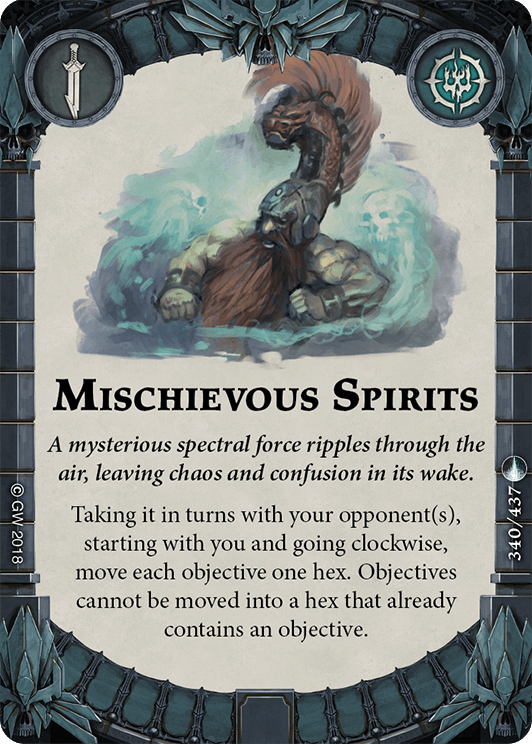 Mischievous Spirits
A mysterious spectral force ripples through the
air, leaving chaos and confusion in its wake.
Taking it in turns with your opponent(s),
starting with you and going clockwise,
move each objective one hex. Objectives
cannot be moved into a hex that already
contains an objective.
© GW 2018
340/437